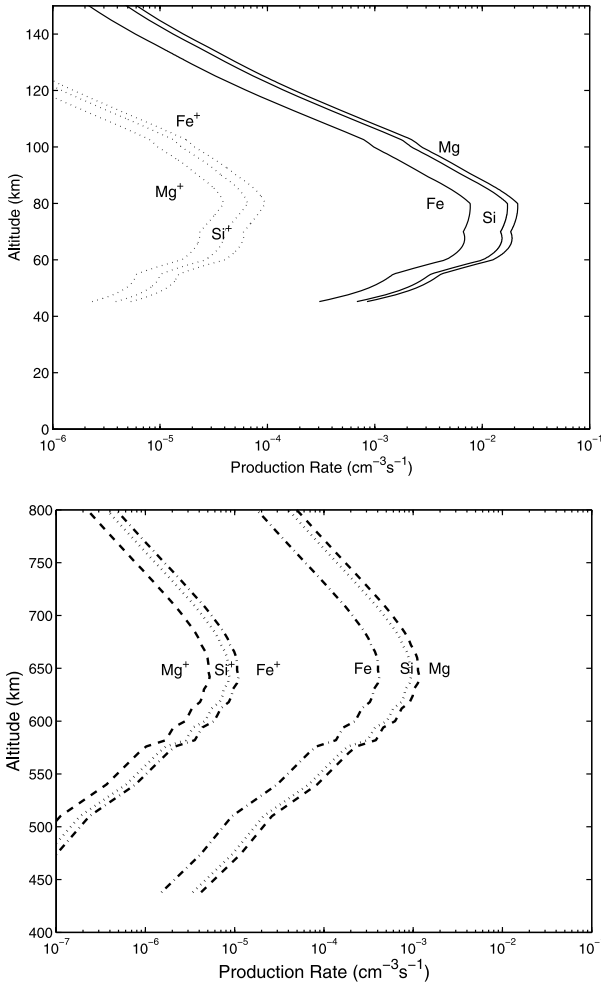 140
120
100
80
60
40
20
0
Altitude (km)
Fe⁺
Mg⁺
Si⁺
Mg
Fe
Si
10⁻⁶
10⁻⁵
10⁻⁴
10⁻³
10⁻²
10⁻¹
Production Rate (cm⁻³s⁻¹)
800
750
700
650
600
550
500
450
400
Altitude (km)
Mg⁺
Si⁺
Fe⁺
Fe
Si
Mg
10⁻⁷
10⁻⁶
10⁻⁵
10⁻⁴
10⁻³
10⁻²
10⁻
Production Rate (cm⁻³s⁻¹)